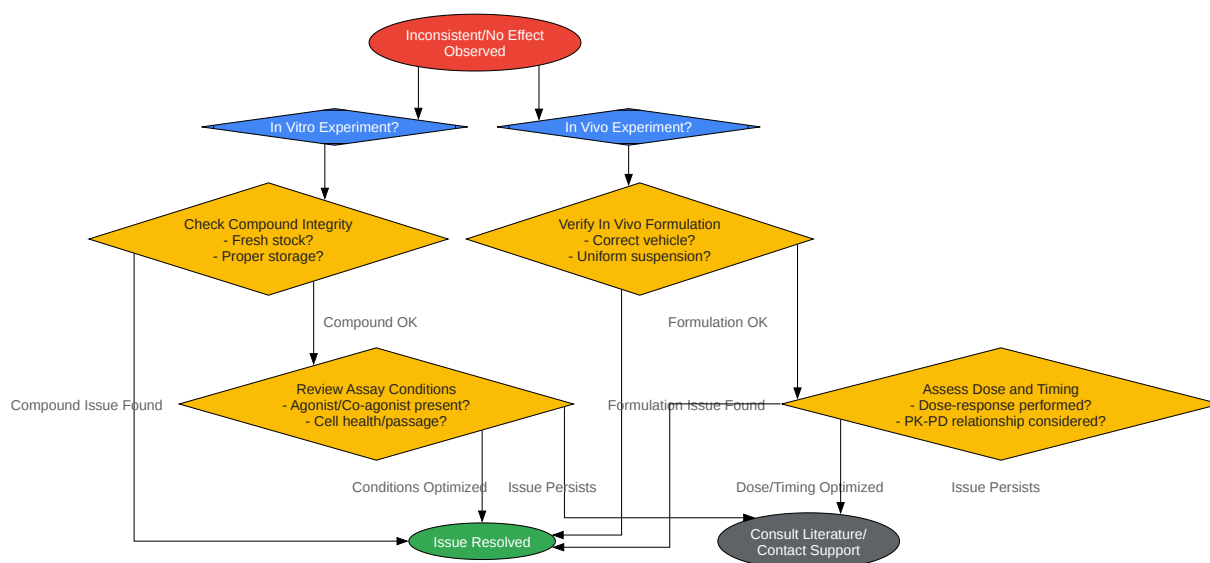 Inconsistent/No Effect
Observed
In Vitro Experiment?
In Vivo Experiment?
Check Compound Integrity
- Fresh stock?
- Proper storage?
Verify In Vivo Formulation
- Correct vehicle?
- Uniform suspension?
Compound OK
Formulation OK
Compound Issue Found
Review Assay Conditions
- Agonist/Co-agonist present?
- Cell health/passage?
Formulation Issue Found
Assess Dose and Timing
- Dose-response performed?
- PK-PD relationship considered?
Conditions Optimized
Issue Persists
Dose/Timing Optimized
Issue Persists
Issue Resolved
Consult Literature/
Contact Support